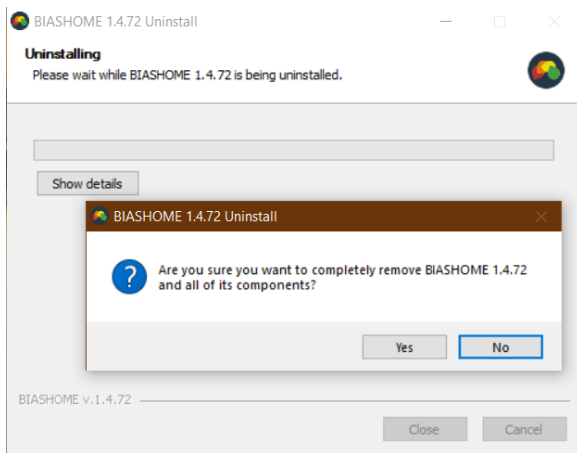 BIASHOME 1.4.72 Uninstall
Uninstalling
Please wait while BIASHOME 1.4.72 is being uninstalled.
Show details
BIASHOME 1.4.72 Uninstall
Are you sure you want to completely remove BIASHOME 1.4.72
and all of its components?
Yes No
BIASHOME v.1.4.72
Close Cancel